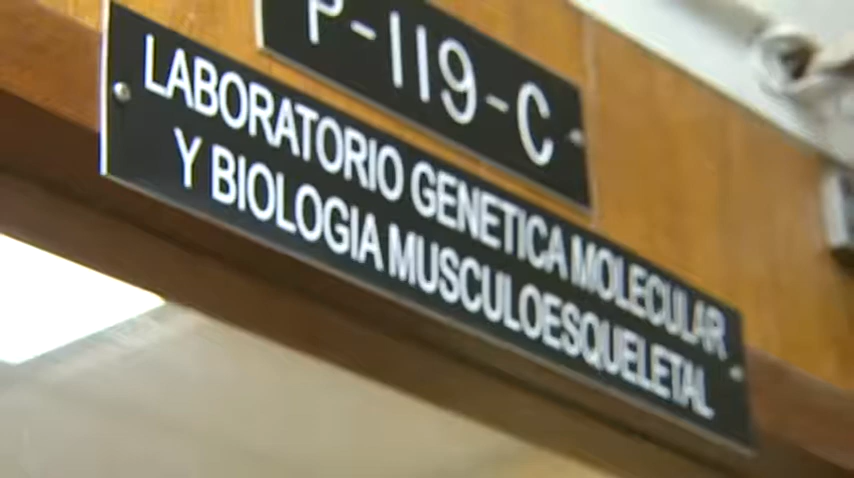 P-119-C
LABORATORIO GENETICA MOLECULAR
Y BIOLOGIA MUSCULOESQUELETAL